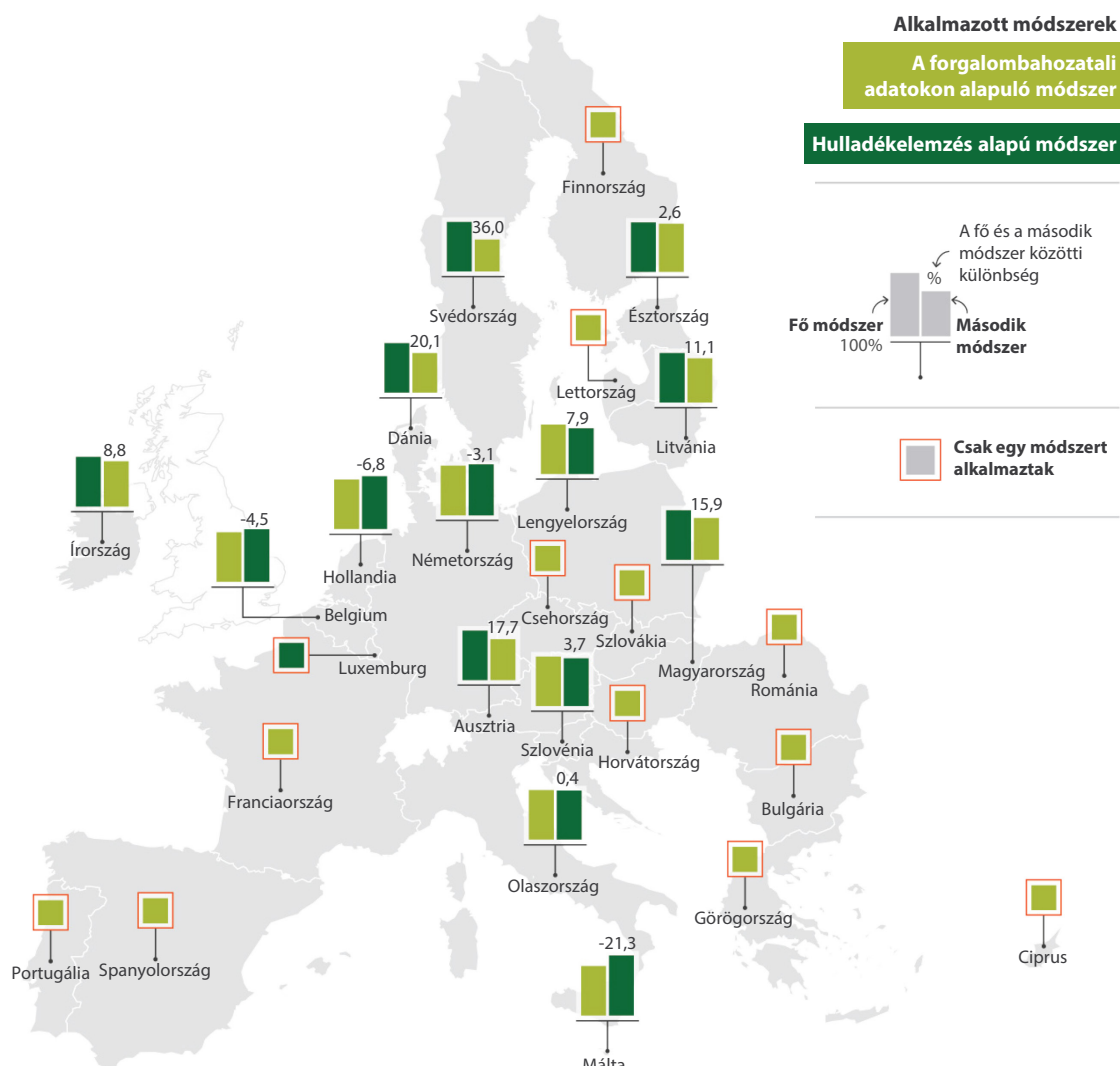 Alkalmazott módszerek
A forgalombahozatali
adatokon alapuló módszer
Hulladékelemzés alapú módszer
A fő és a második
módszer közötti
különbség
%
Fő módszer
100%
Második
módszer
Csak egy módszert
alkalmaztak
Finnország
36,0
Svédország
2,6
Észtország
Lettország
20,1
Dánia
11,1
Litvánia
7,9
Lengyelország
8,8
Írország
-4,5
Belgium
-6,8
Hollandia
-3,1
Németország
15,9
Magyarország
Csehország
Szlovákia
Luxemburg
17,7
Ausztria
3,7
Szlovénia
Horvátország
Románia
Franciaország
Bulgária
0,4
Olaszország
Görögország
Portugália
Spanyolország
Ciprus
-21,3
Málta